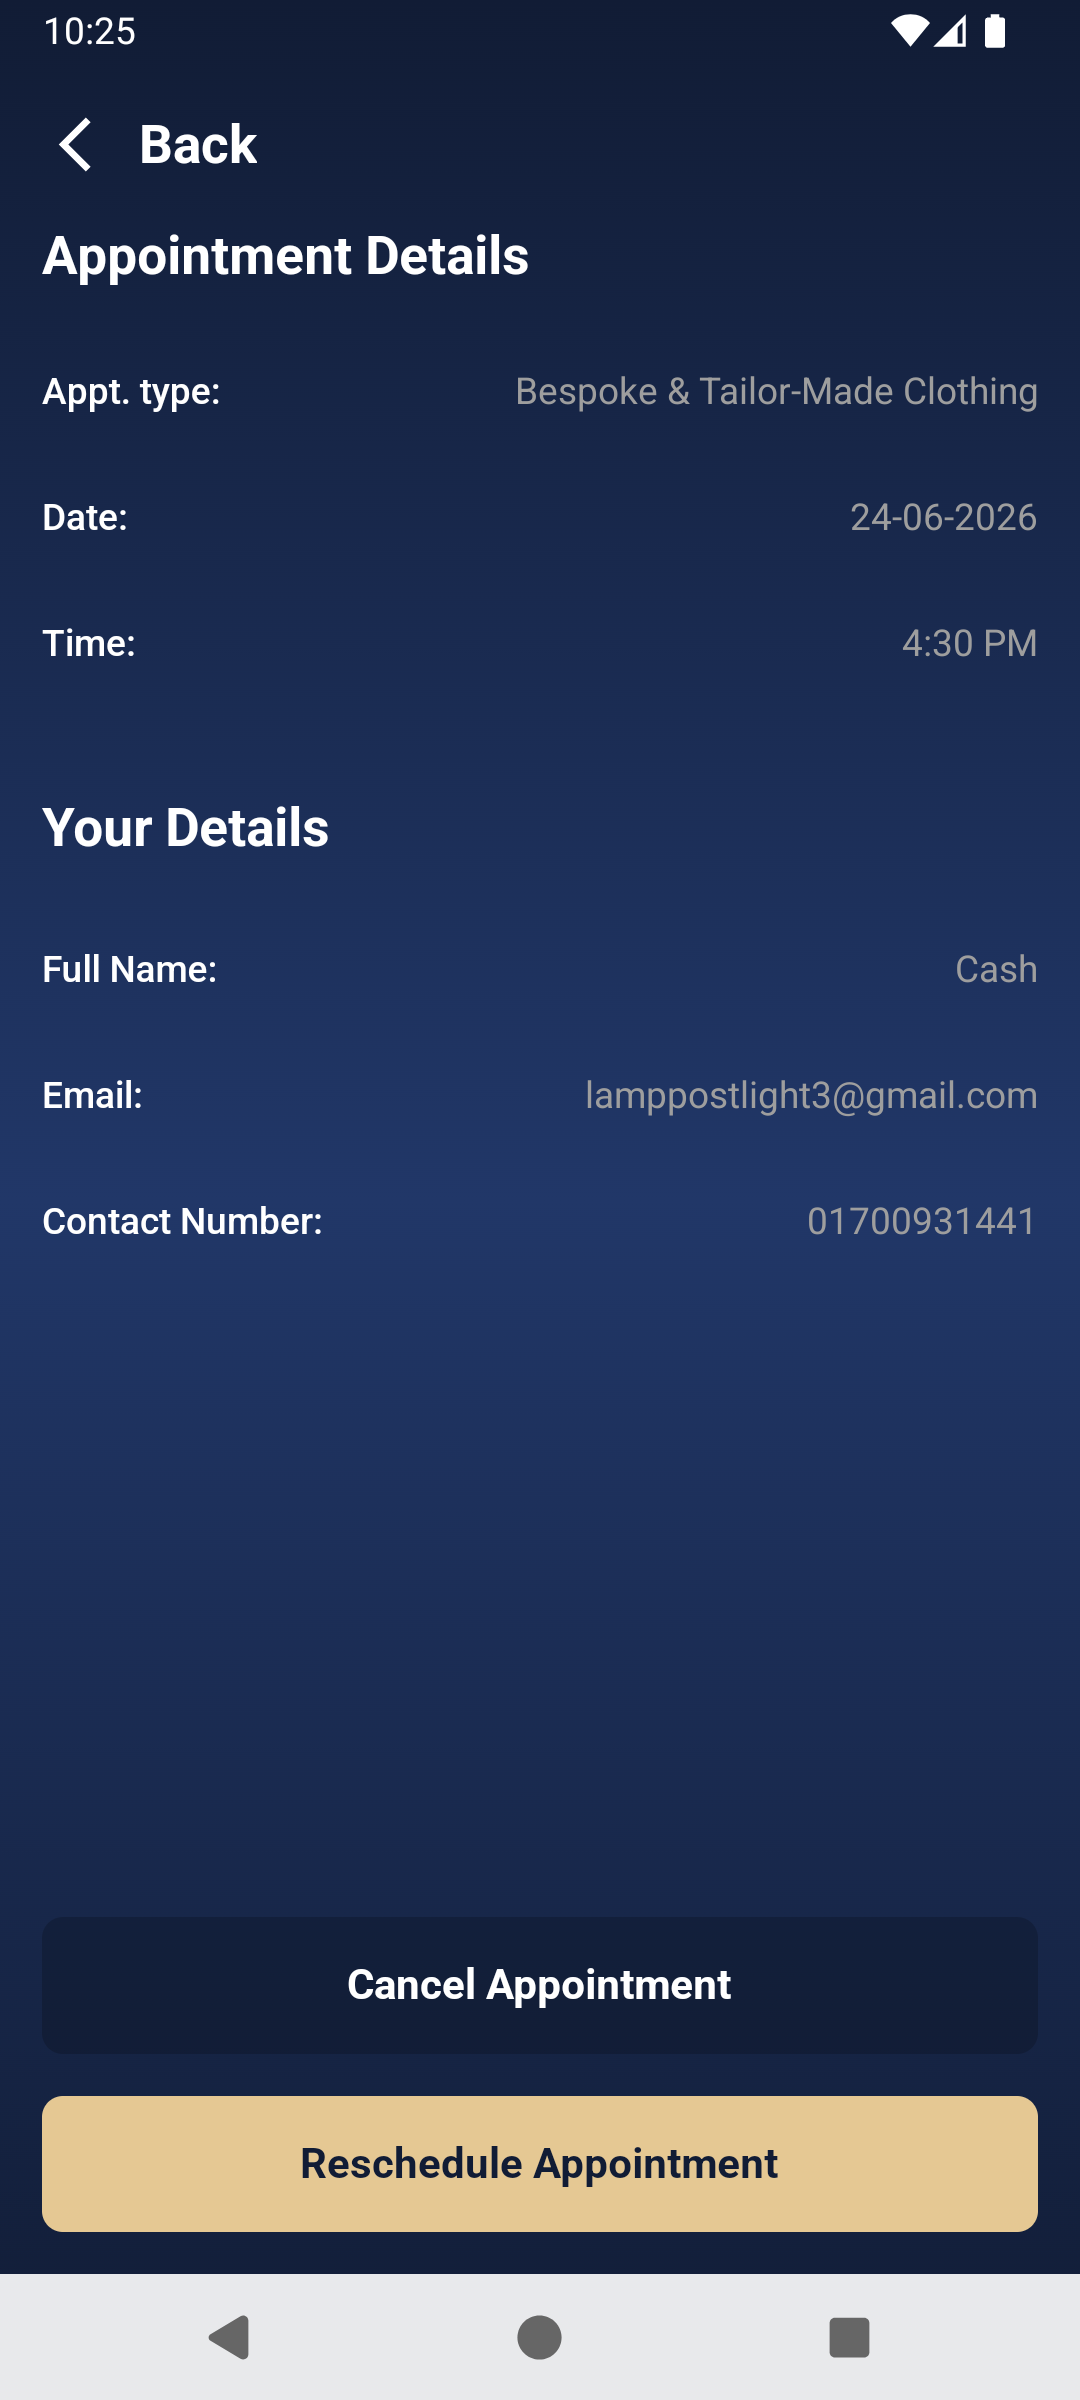 10:25
Back
Appointment Details
Appt. type: Bespoke & Tailor-Made Clothing
Date: 24-06-2026
Time: 4:30 PM
Your Details
Full Name: Cash
Email: lamppostlight3@gmail.com
Contact Number: 01700931441
Cancel Appointment
Reschedule Appointment